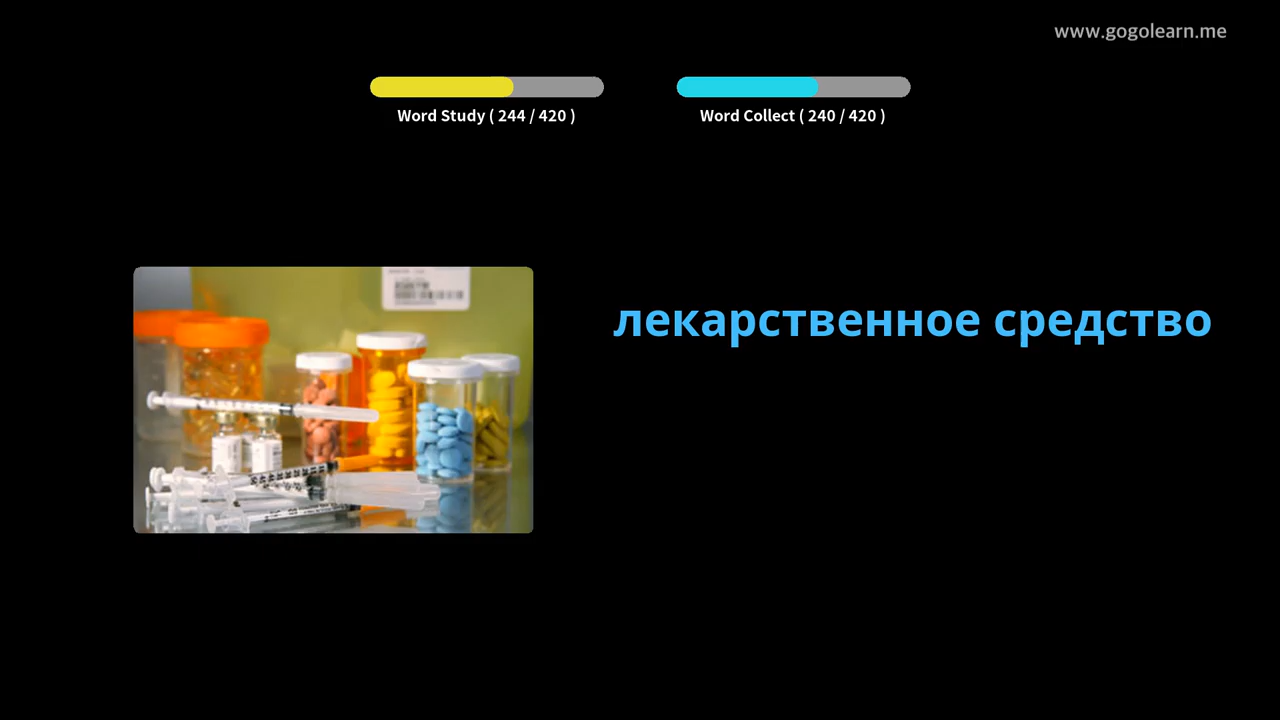 www.gogolearn.me
Word Study ( 244 / 420 )
Word Collect ( 240 / 420 )
лекарственное средство